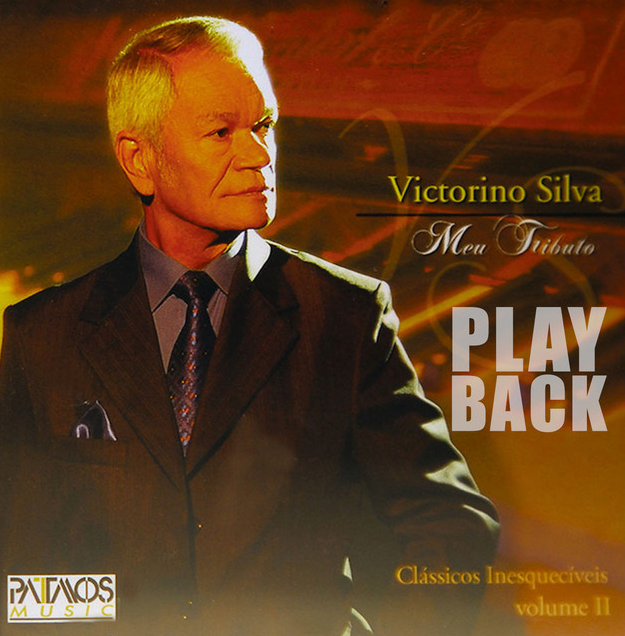 Victorino Silva
Meu Tributo
PLAY
BACK
Clássicos Inesquecíveis
volume II
PATMOS
MUSIC